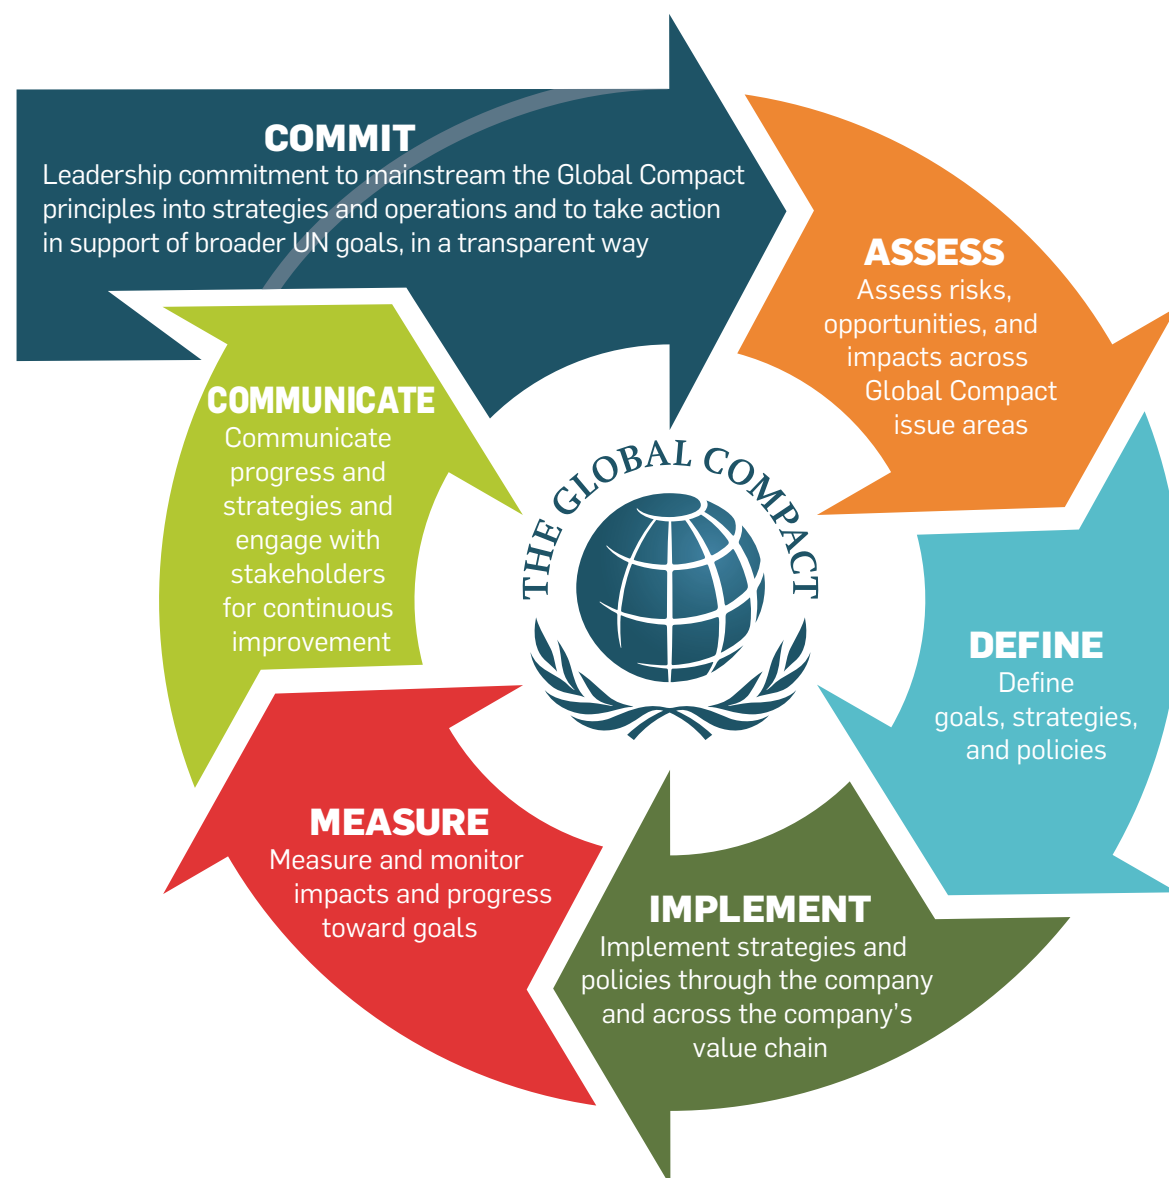 COMMIT
Leadership commitment to mainstream the Global Compact
principles into strategies and operations and to take action
in support of broader UN goals, in a transparent way
ASSESS
Assess risks,
opportunities, and
impacts across
Global Compact
issue areas
DEFINE
Define
goals, strategies,
and policies
IMPLEMENT
Implement strategies and
policies through the company
and across the company’s
value chain
MEASURE
Measure and monitor
impacts and progress
toward goals
COMMUNICATE
Communicate
progress and
strategies and
engage with
stakeholders
for continuous
improvement
THE GLOBAL COMPACT